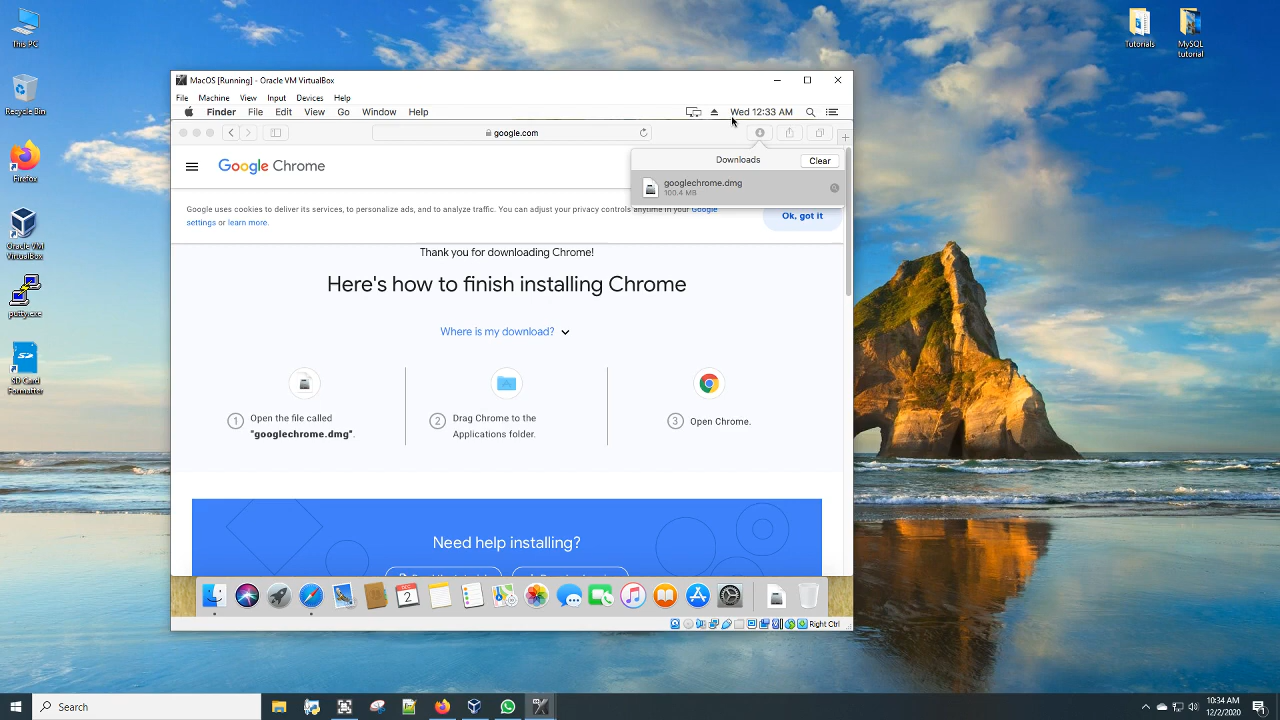 This PC
Recycle Bin
Firefox
Oracle VM
VirtualBox
putty.exe
SD Card
Formatter
Tutorials
MySQL
tutorial
MacOS [Running] - Oracle VM VirtualBox
File Machine View Input Devices Help
Finder File Edit View Go Window Help
Wed 12:33 AM
google.com
Google Chrome
Downloads
Clear
googlechrome.dmg
100.4 MB
Google uses cookies to deliver its services, to personalize ads, and to analyze traffic. You can adjust your privacy controls anytime in your Google
settings or learn more.
Ok, got it
Thank you for downloading Chrome!
Here's how to finish installing Chrome
Where is my download?
1 Open the file called
"googlechrome.dmg".
2 Drag Chrome to the
Applications folder.
3 Open Chrome.
Need help installing?
2
Right Ctrl
Search
10:34 AM
12/2/2020